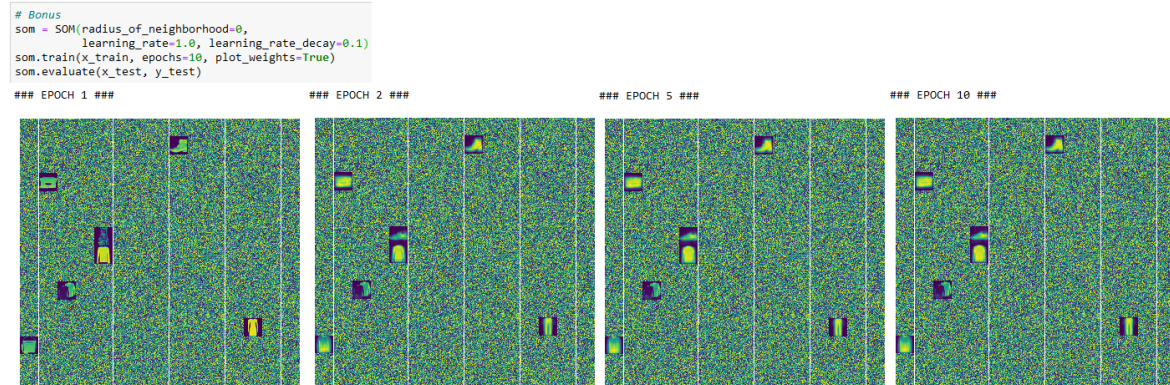 # Bonus
som = SOM(radius_of_neighborhood=0,
learning_rate=1.0, learning_rate_decay=0.1)
som.train(x_train, epochs=10, plot_weights=True)
som.evaluate(x_test, y_test)
### EPOCH 1 ###
### EPOCH 2 ###
### EPOCH 5 ###
### EPOCH 10 ###